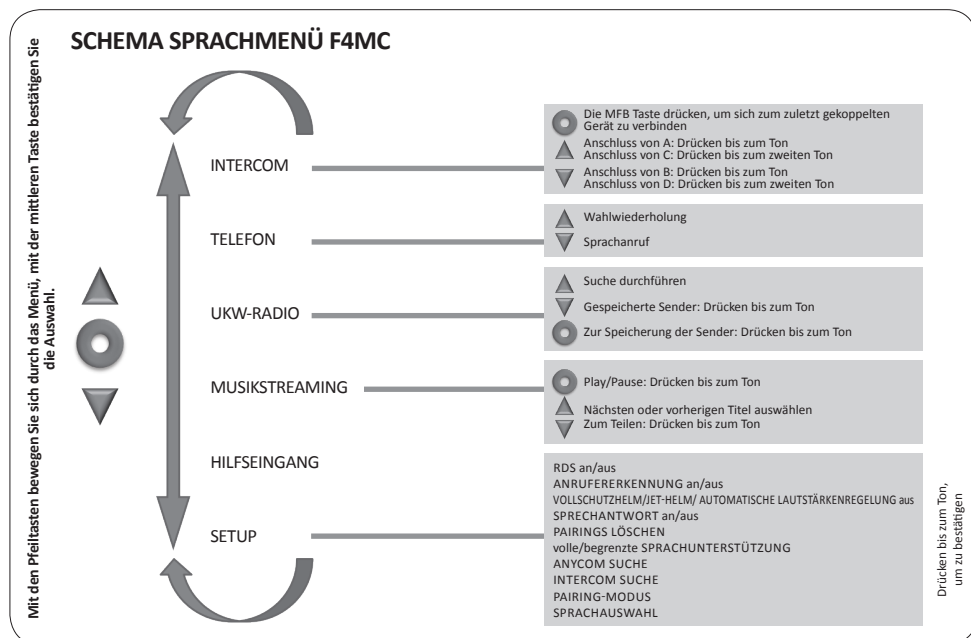 SCHEMA SPRACHMENÜ F4MC
Mit den Pfeiltasten bewegen Sie sich durch das Menü, mit der mittleren Taste bestätigen Sie
die Auswahl.
INTERCOM
Die MFB Taste drücken, um sich zum zuletzt gekoppelten
Gerät zu verbinden
Anschluss von A: Drücken bis zum Ton
Anschluss von C: Drücken bis zum zweiten Ton
Anschluss von B: Drücken bis zum Ton
Anschluss von D: Drücken bis zum zweiten Ton
TELEFON
Wahlwiederholung
Sprachanruf
UKW-RADIO
Suche durchführen
Gespeicherte Sender: Drücken bis zum Ton
Zur Speicherung der Sender: Drücken bis zum Ton
MUSIKSTREAMING
Play/Pause: Drücken bis zum Ton
Nächsten oder vorherigen Titel auswählen
Zum Teilen: Drücken bis zum Ton
HILFSEINGANG
SETUP
RDS an/aus
ANRUFERERKENNUNG an/aus
VOLLSCHUTZHELM/JET-HELM/ AUTOMATISCHE LAUTSTÄRKENREGELUNG aus
SPRECHANTWORT an/aus
PAIRINGS LÖSCHEN
volle/begrenzte SPRACHUNTERSTÜTZUNG
ANYCOM SUCHE
INTERCOM SUCHE
PAIRING-MODUS
SPRACHAUSWAHL
Drücken bis zum Ton,
um zu bestätigen